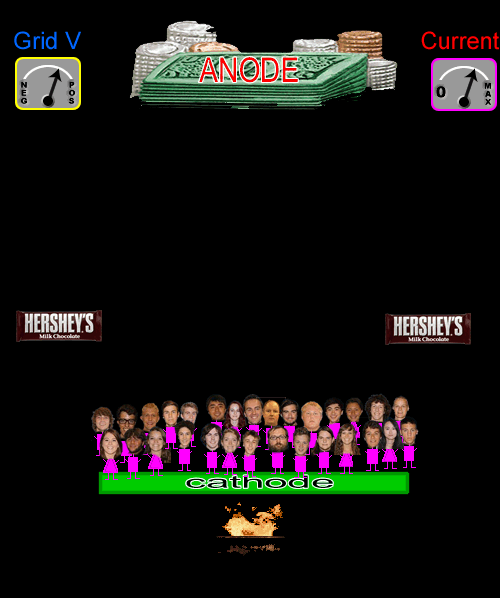 Grid V
Current
ANODE
NEG
POS
0
MAX
HERSHEY'S
Milk Chocolate
HERSHEY'S
Milk Chocolate
cathode